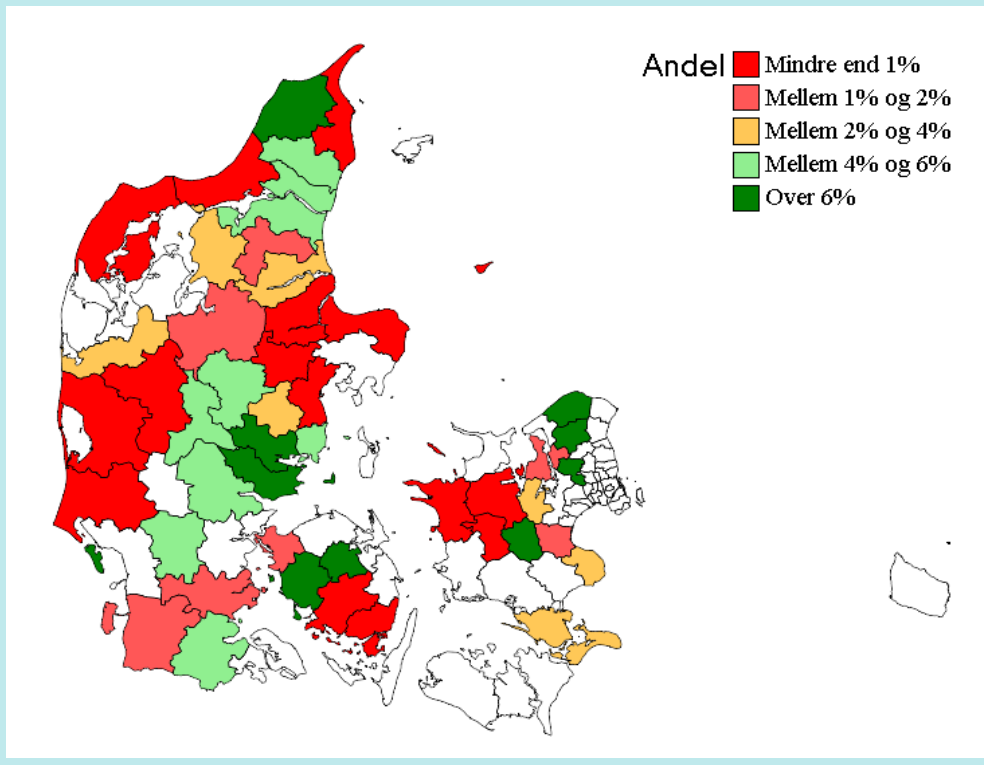 Andel
Mindre end 1%
Mellem 1% og 2%
Mellem 2% og 4%
Mellem 4% og 6%
Over 6%